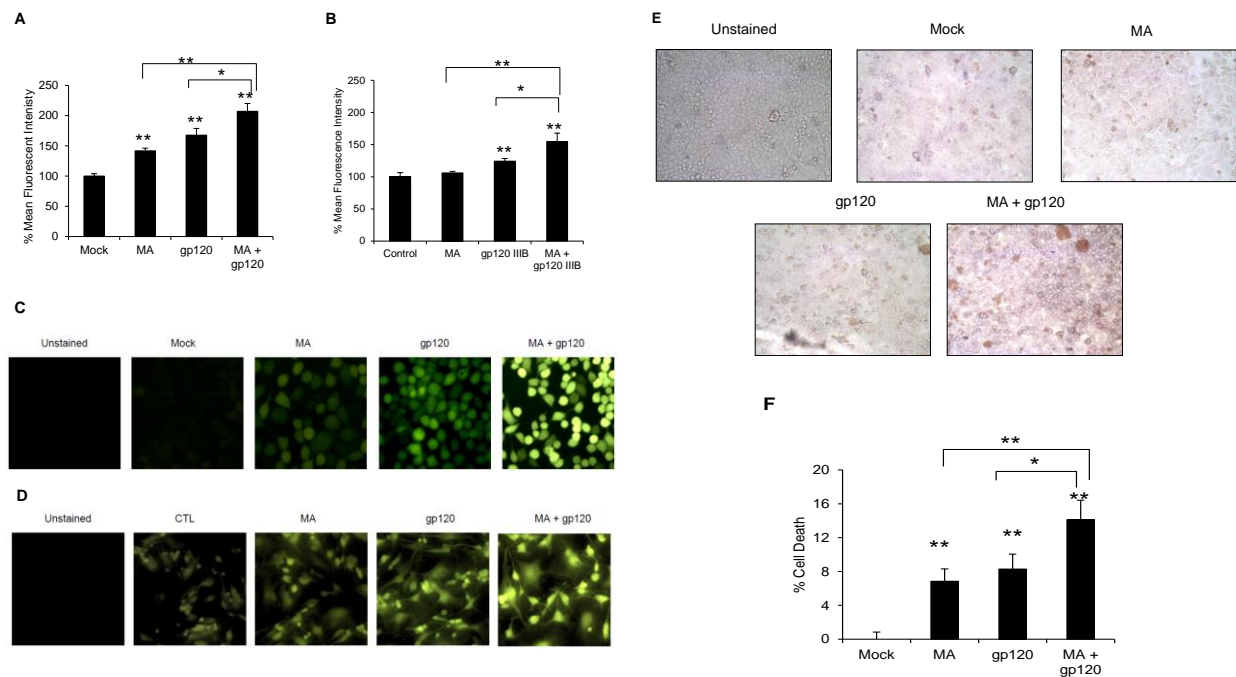 A
**
*
% Mean Fluorescent Intenisty
250
200
150
100
50
0
**
**
**
Mock
MA
gp120
MA +
gp120
B
**
*
% Mean Fluorescence Intensity
250
200
150
100
50
0
**
**
Control
MA
gp120 IIIB
MA +
gp120 IIIB
C
Unstained
Mock
MA
gp120
MA + gp120
D
Unstained
CTL
MA
gp120
MA + gp120
E
Unstained
Mock
MA
gp120
MA + gp120
F
**
*
% Cell Death
20
16
12
8
4
0
**
**
**
Mock
MA
gp120
MA +
gp120